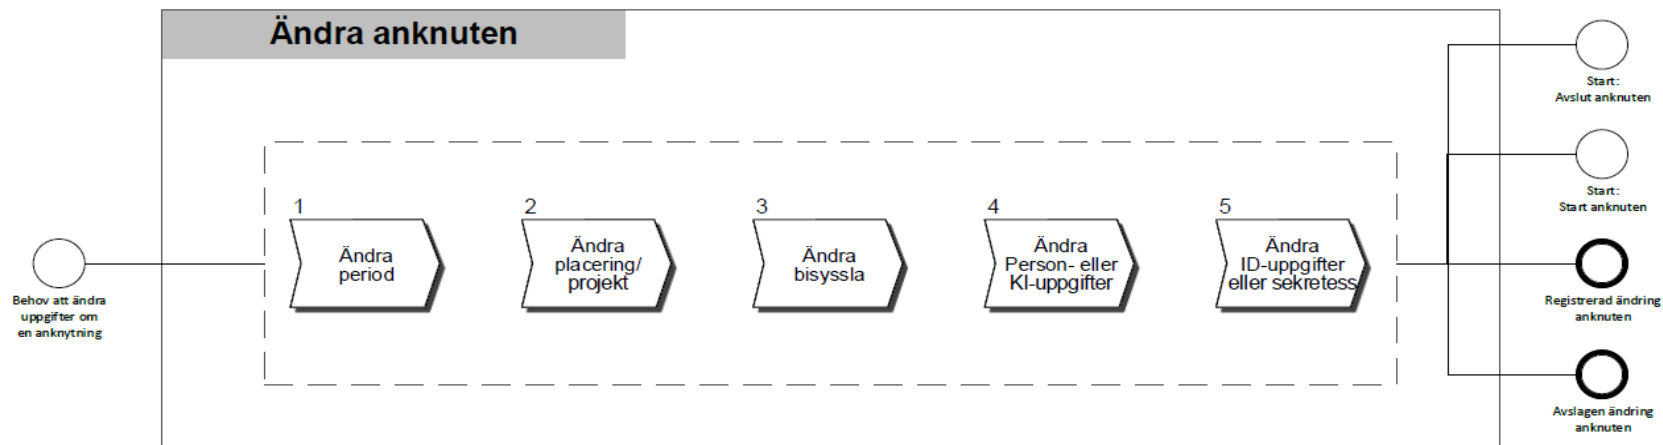 Ändra anknuten
Behov att ändra
uppgifter om
en anknytning
1
Ändra
period
2
Ändra
placering/
projekt
3
Ändra
bisyssla
4
Ändra
Person- eller
KI-uppgifter
5
Ändra
ID-uppgifter
eller sekretess
Start:
Avslut anknuten
Start:
Start anknuten
Registrerad ändring
anknuten
Avslagen ändring
anknuten